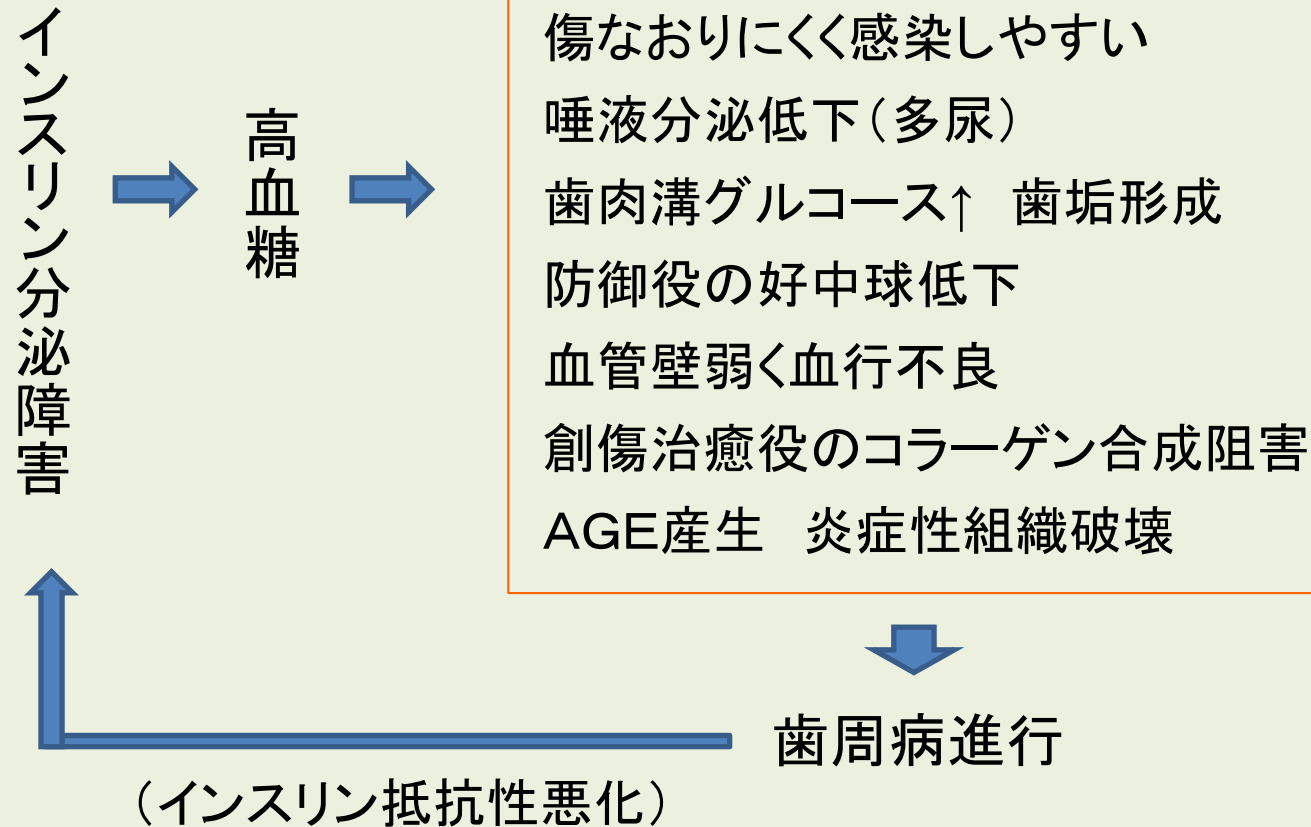 インスリン分泌障害
高血糖
傷なおりにくく感染しやすい
唾液分泌低下（多尿）
歯肉溝グルコース↑　歯垢形成
防御役の好中球低下
血管壁弱く血行不良
創傷治癒役のコラーゲン合成阻害
ＡＧＥ産生　炎症性組織破壊
歯周病進行
（インスリン抵抗性悪化）